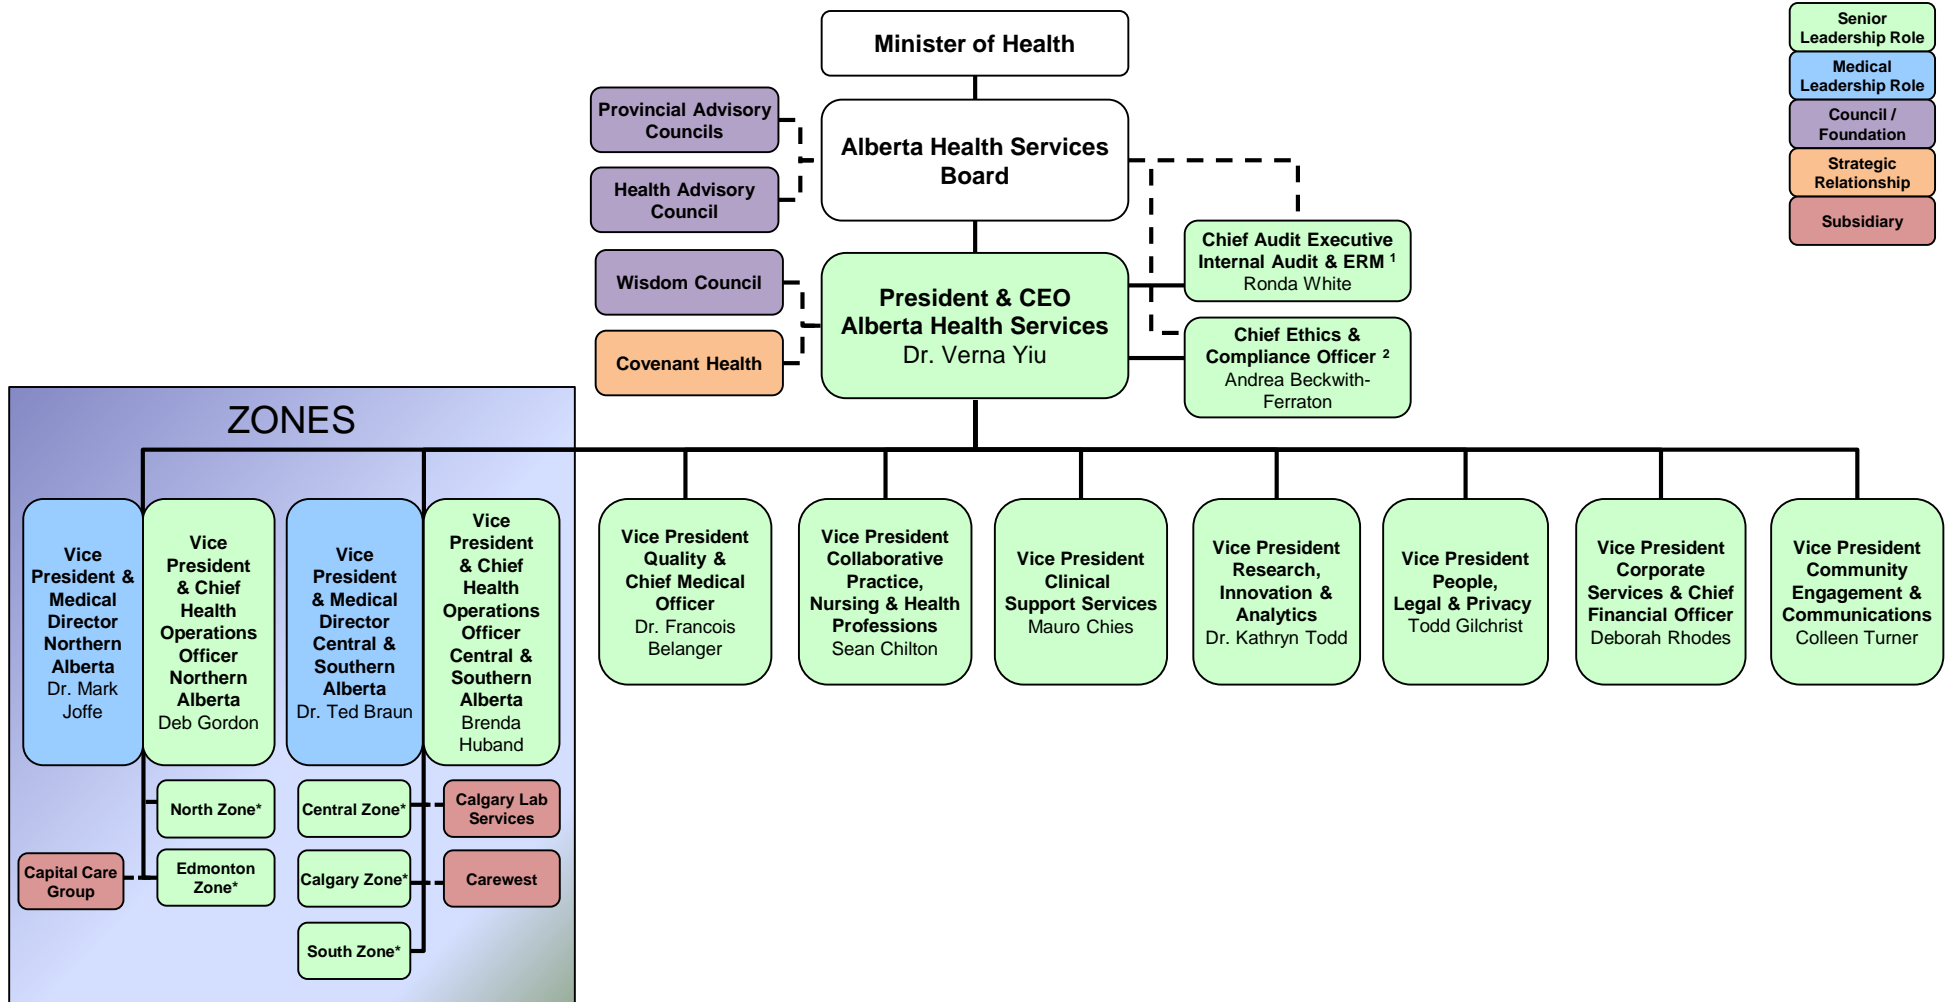 Minister of Health
Senior
Leadership Role
Medical
Leadership Role
Council /
Foundation
Strategic
Relationship
Subsidiary
Provincial Advisory
Councils
Health Advisory
Council
Alberta Health Services
Board
Wisdom Council
Covenant Health
President & CEO
Alberta Health Services
Dr. Verna Yiu
Chief Audit Executive
Internal Audit & ERM ¹
Ronda White
Chief Ethics &
Compliance Officer ²
Andrea Beckwith-
Ferraton
ZONES
Vice
President &
Medical
Director
Northern
Alberta
Dr. Mark
Joffe
Vice
President
& Chief
Health
Operations
Officer
Northern
Alberta
Deb Gordon
Vice
President
& Medical
Director
Central &
Southern
Alberta
Dr. Ted Braun
Vice
President
& Chief
Health
Operations
Officer
Central &
Southern
Alberta
Brenda
Huband
Vice President
Quality &
Chief Medical
Officer
Dr. Francois
Belanger
Vice President
Collaborative
Practice,
Nursing & Health
Professions
Sean Chilton
Vice President
Clinical
Support Services
Mauro Chies
Vice President
Research,
Innovation &
Analytics
Dr. Kathryn Todd
Vice President
People,
Legal & Privacy
Todd Gilchrist
Vice President
Corporate
Services & Chief
Financial Officer
Deborah Rhodes
Vice President
Community
Engagement &
Communications
Colleen Turner
North Zone*
Central Zone*
Calgary Lab
Services
Capital Care
Group
Edmonton
Zone*
Calgary Zone*
Carewest
South Zone*